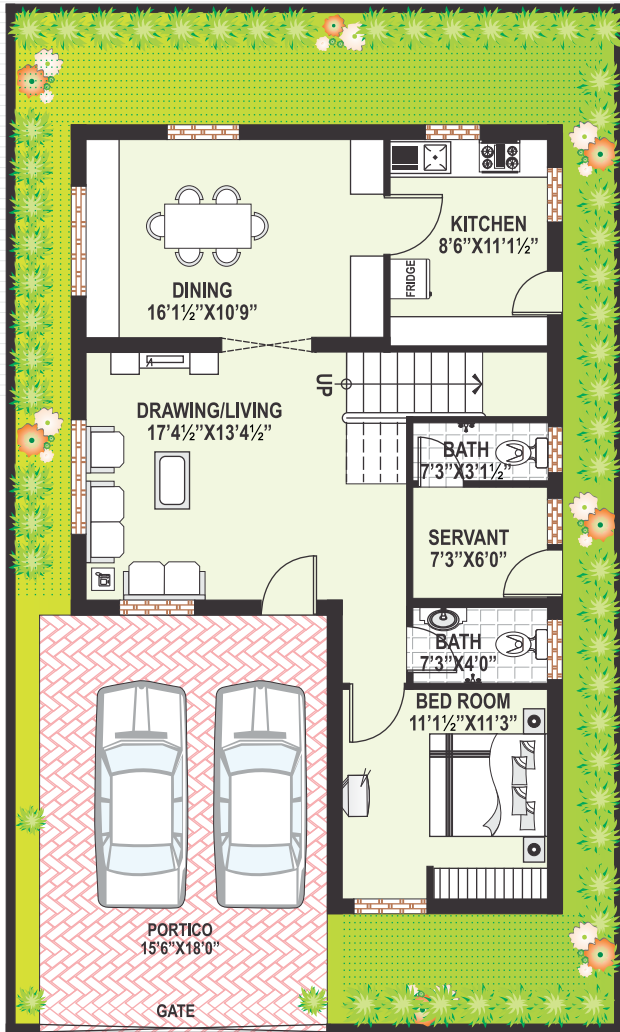 KITCHEN
8'6”X11'1½”
FRIDGE
DINING
16'1½”X10'9”
UP
DRAWING/LIVING
17'4½”X13'4½”
BATH
7'3”X3'1½”
SERVANT
7'3”X6'0”
BATH
7'3”X4'0”
BED ROOM
11'1½”X11'3”
PORTICO
15'6”X18'0”
GATE